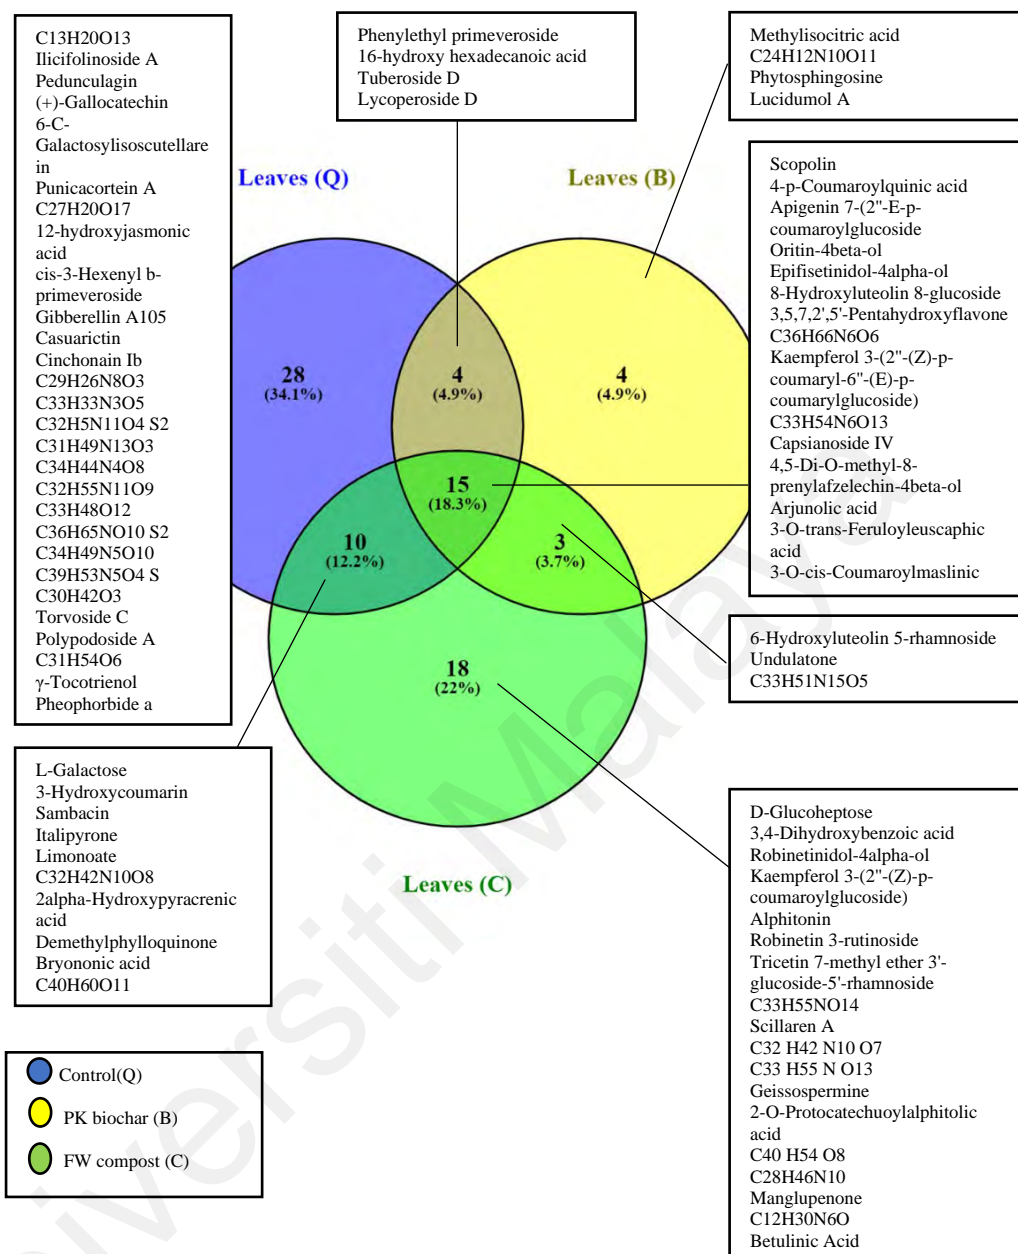 C13H20O13
Ilicifolinoside A
Pedunculagin
(+)-Gallocatechin
6-C-
Galactosylisoscutellare
in
Punicacortein A
C27H20O17
12-hydroxyjasmonic
acid
cis-3-Hexenyl b-
primeveroside
Gibberellin A105
Casuarictin
Cinchonain Ib
C29H26N8O3
C33H33N3O5
C32H5N11O4 S2
C31H49N13O3
C34H44N4O8
C32H55N11O9
C33H48O12
C36H65NO10 S2
C34H49N5O10
C39H53N5O4 S
C30H42O3
Torvoside C
Polypodoside A
C31H54O6
γ-Tocotrienol
Pheophorbide a
Phenylethyl primeveroside
16-hydroxy hexadecanoic acid
Tuberoside D
Lycoperoside D
Methylisocitric acid
C24H12N10O11
Phytosphingosine
Lucidumol A
Leaves (Q)
Leaves (B)
Scopolin
4-p-Coumaroylquinic acid
Apigenin 7-(2"-E-p-
coumaroylglucoside
Oritin-4beta-ol
Epifisetinidol-4alpha-ol
8-Hydroxyluteolin 8-glucoside
3,5,7,2',5'-Pentahydroxyflavone
C36H66N6O6
Kaempferol 3-(2"-(Z)-p-
coumaryl-6"-(E)-p-
coumarylglucoside)
C33H54N6O13
Capsianoside IV
4,5-Di-O-methyl-8-
prenylafzelechin-4beta-ol
Arjunolic acid
3-O-trans-Feruloyleuscaphic
acid
3-O-cis-Coumaroylmaslinic
28
(34.1%)
4
(4.9%)
4
(4.9%)
15
(18.3%)
10
(12.2%)
3
(3.7%)
18
(22%)
6-Hydroxyluteolin 5-rhamnoside
Undulatone
C33H51N15O5
L-Galactose
3-Hydroxycoumarin
Sambacin
Italipyrone
Limonoate
C32H42N10O8
2alpha-Hydroxypyracrenic
acid
Demethylphylloquinone
Bryononic acid
C40H60O11
Leaves (C)
D-Glucoheptose
3,4-Dihydroxybenzoic acid
Robinetinidol-4alpha-ol
Kaempferol 3-(2"-(Z)-p-
coumaroylglucoside)
Alphitonin
Robinetin 3-rutinoside
Tricetin 7-methyl ether 3'-
glucoside-5'-rhamnoside
C33H55NO14
Scillaren A
C32 H42 N10 O7
C33 H55 N O13
Geissospermine
2-O-Protocatechuoylalphitolic
acid
C40 H54 O8
C28H46N10
Manglupenone
C12H30N6O
Betulinic Acid
Control(Q)
PK biochar (B)
FW compost (C)
niversiti Malaya